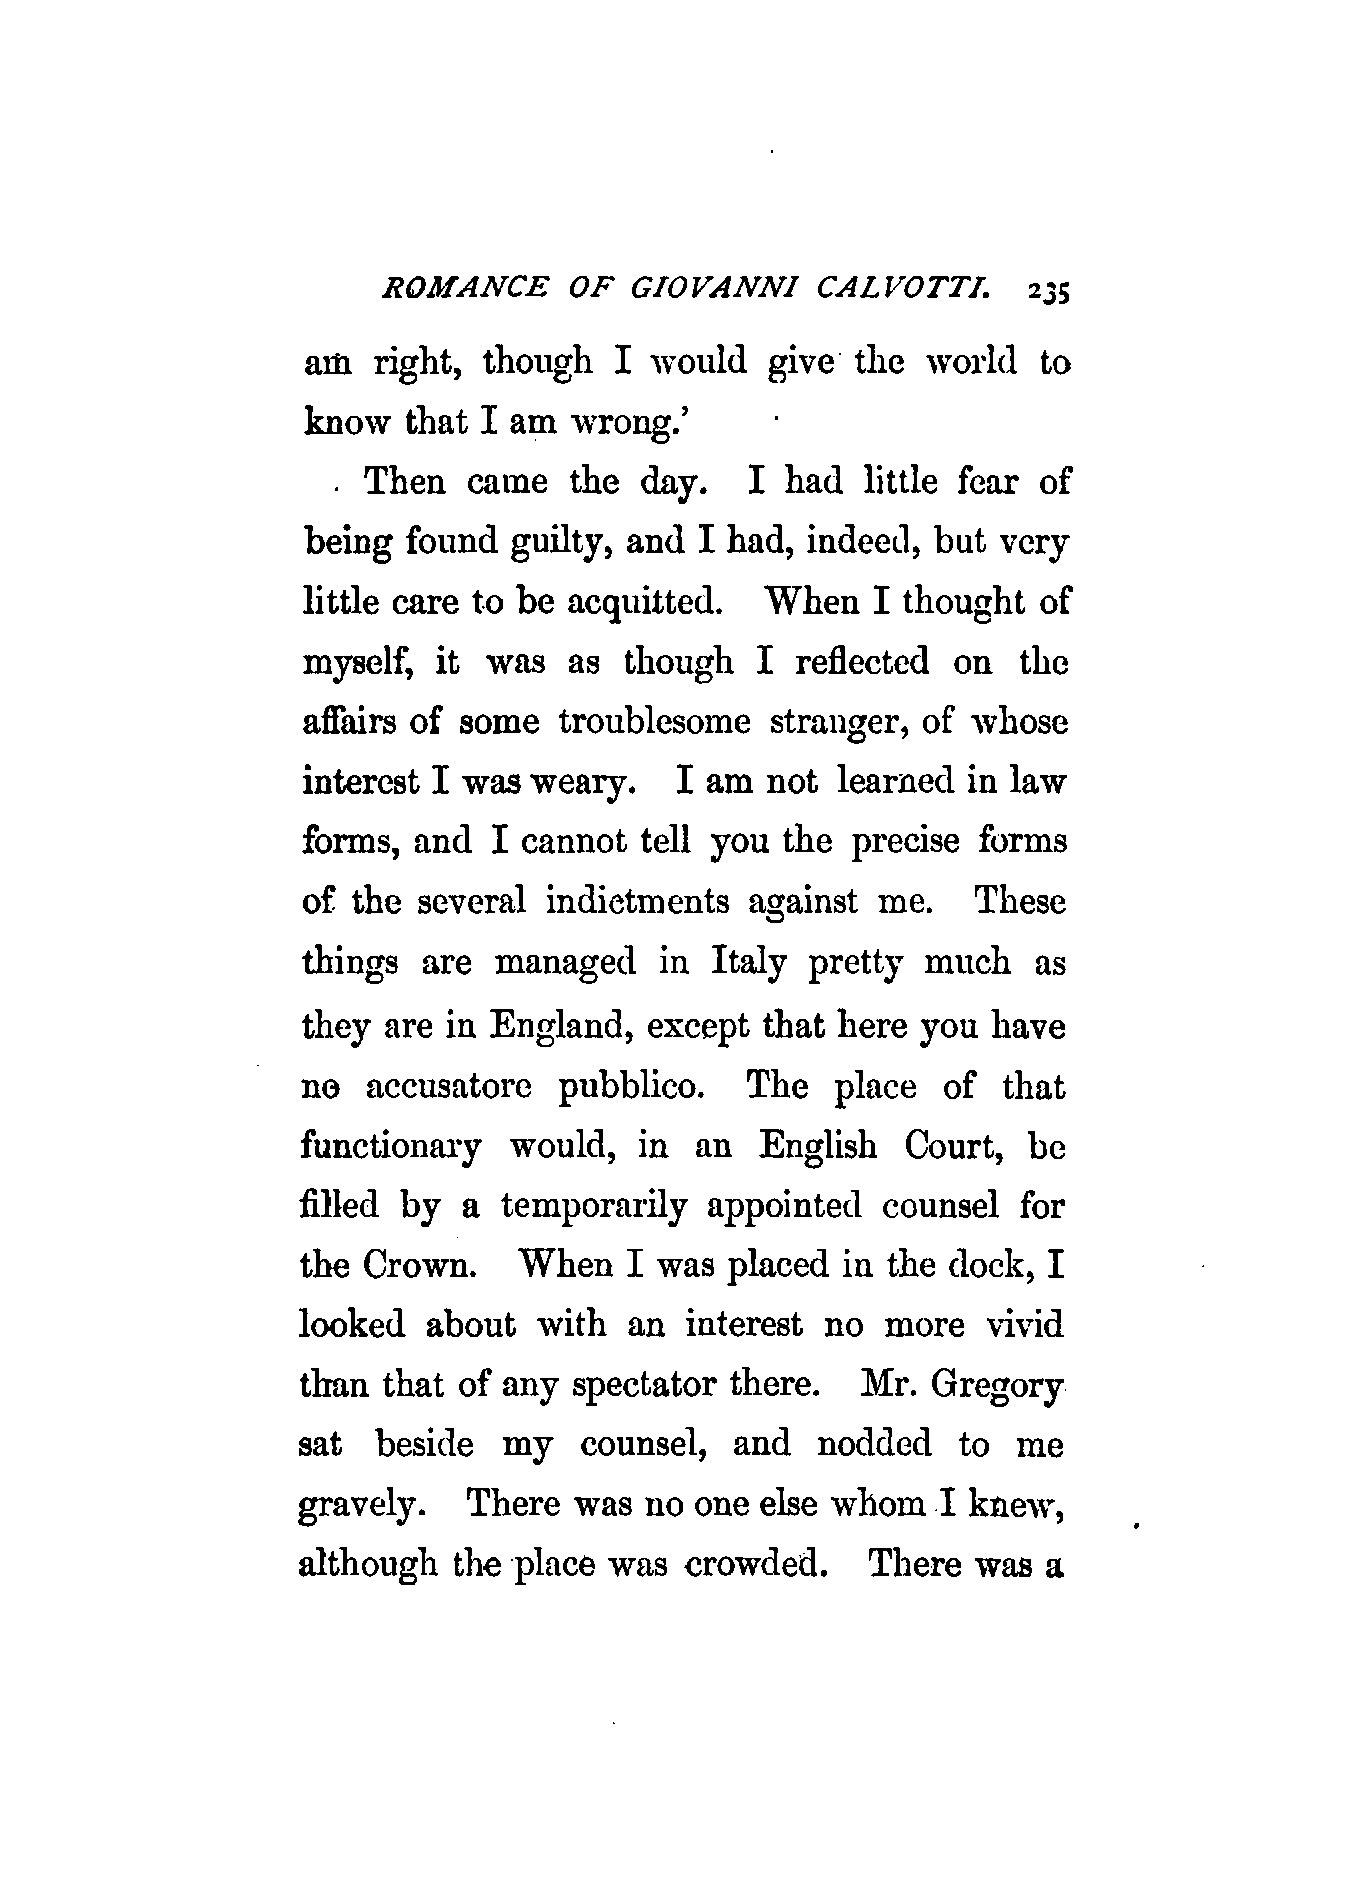 ROMANCE OF GIOVANNI CALVOTTI. 235
am right, though I would give the world to
know that I am wrong.’
Then came the day. I had little fear of
being found guilty, and I had, indeed, but very
little care to be acquitted. When I thought of
myself, it was as though I reflected on the
affairs of some troublesome stranger, of whose
interest I was weary. I am not learned in law
forms, and I cannot tell you the precise forms
of the several indictments against me. These
things are managed in Italy pretty much as
they are in England, except that here you have
no accusatore pubblico. The place of that
functionary would, in an English Court, be
filled by a temporarily appointed counsel for
the Crown. When I was placed in the dock, I
looked about with an interest no more vivid
than that of any spectator there. Mr. Gregory
sat beside my counsel, and nodded to me
gravely. There was no one else whom I knew,
although the place was crowded. There was a